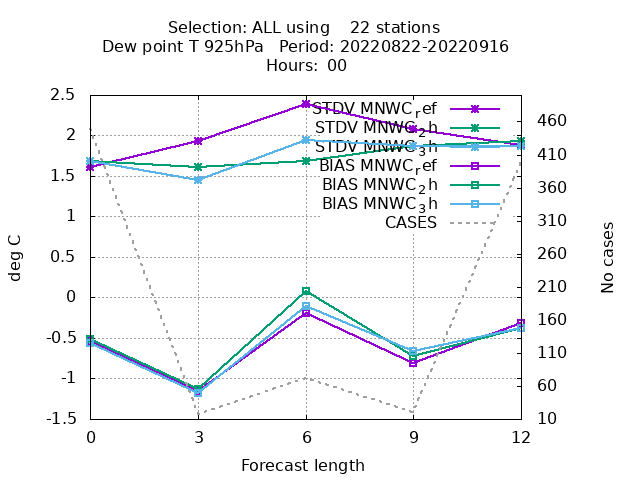 Selection: ALL using    22 stations
Dew point T 925hPa   Period: 20220822-20220916
Hours: 00
2.5
2
1.5
1
0.5
0
-0.5
-1
-1.5
deg C
STDV MNWC_ref
STDV MNWC_2h
STDV MNWC_3h
BIAS MNWC_ref
BIAS MNWC_2h
BIAS MNWC_3h
CASES
460
410
360
310
260
210
160
110
60
10
No cases
0 3 6 9 12
Forecast length